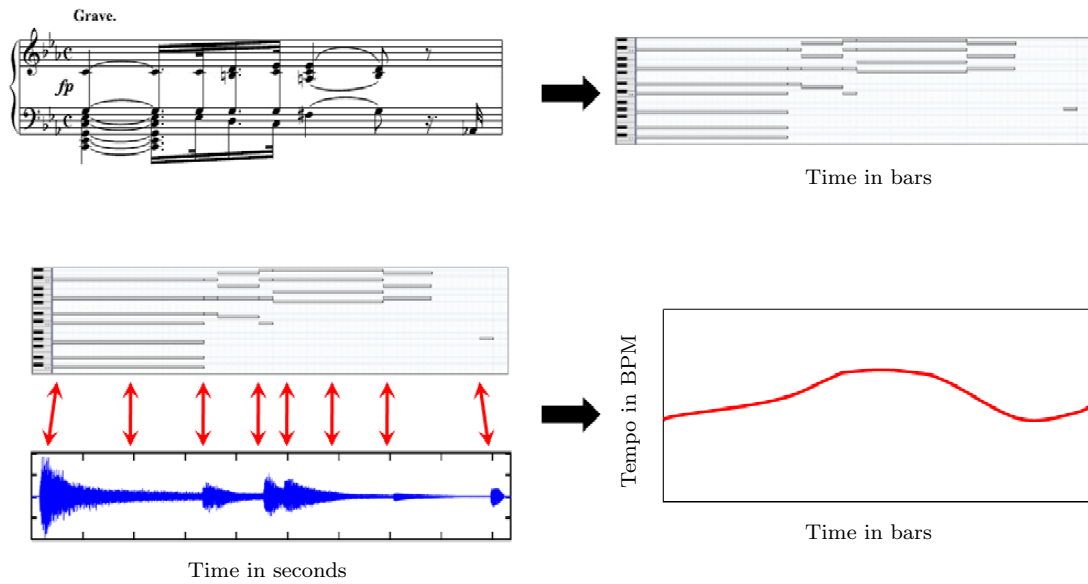 Grave.
fp
Time in bars
Time in seconds
Tempo in BPM
Time in bars